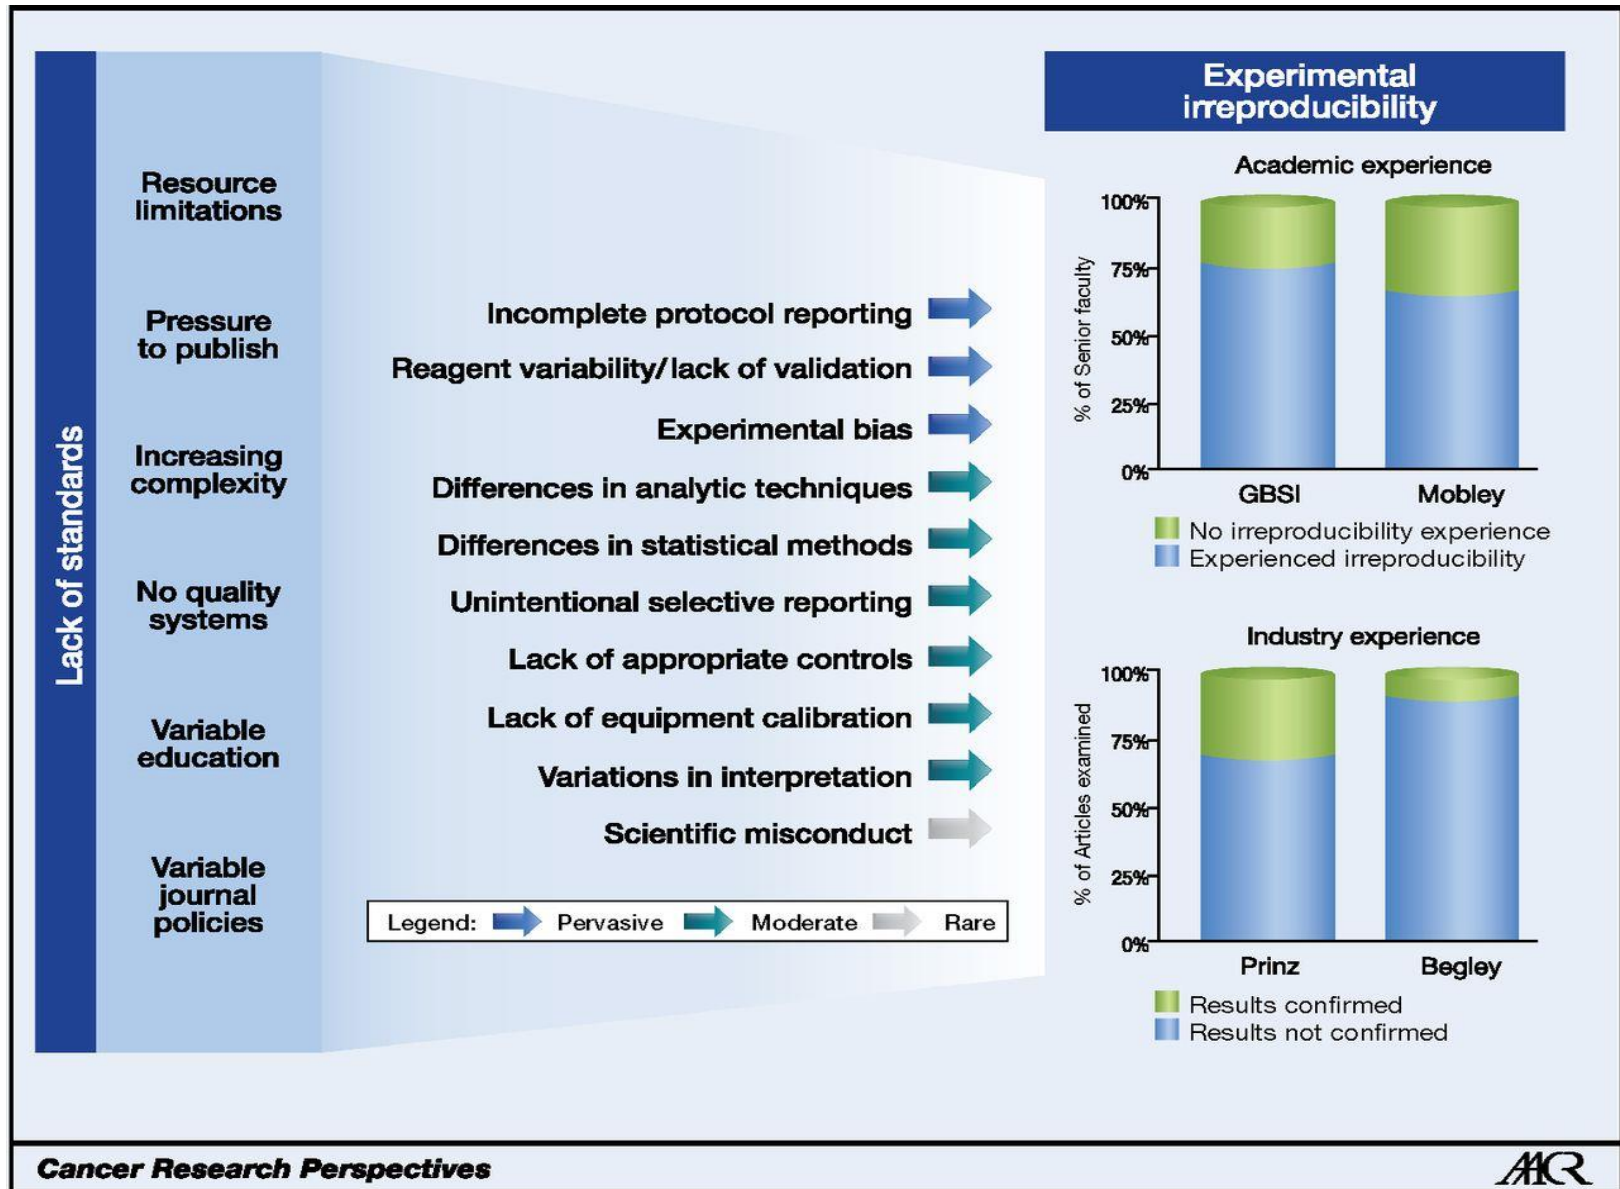 Lack of standards
Resource
limitations
Pressure
to publish
Increasing
complexity
No quality
systems
Variable
education
Variable
journal
policies
Incomplete protocol reporting
Reagent variability/lack of validation
Experimental bias
Differences in analytic techniques
Differences in statistical methods
Unintentional selective reporting
Lack of appropriate controls
Lack of equipment calibration
Variations in interpretation
Scientific misconduct
Legend: Pervasive Moderate Rare
Experimental
irreproducibility
Academic experience
% of Senior faculty
100%
75%
50%
25%
0%
GBSI Mobley
No irreproducibility experience
Experienced irreproducibility
Industry experience
% of Articles examined
100%
75%
50%
25%
0%
Prinz Begley
Results confirmed
Results not confirmed
Cancer Research Perspectives
AACR